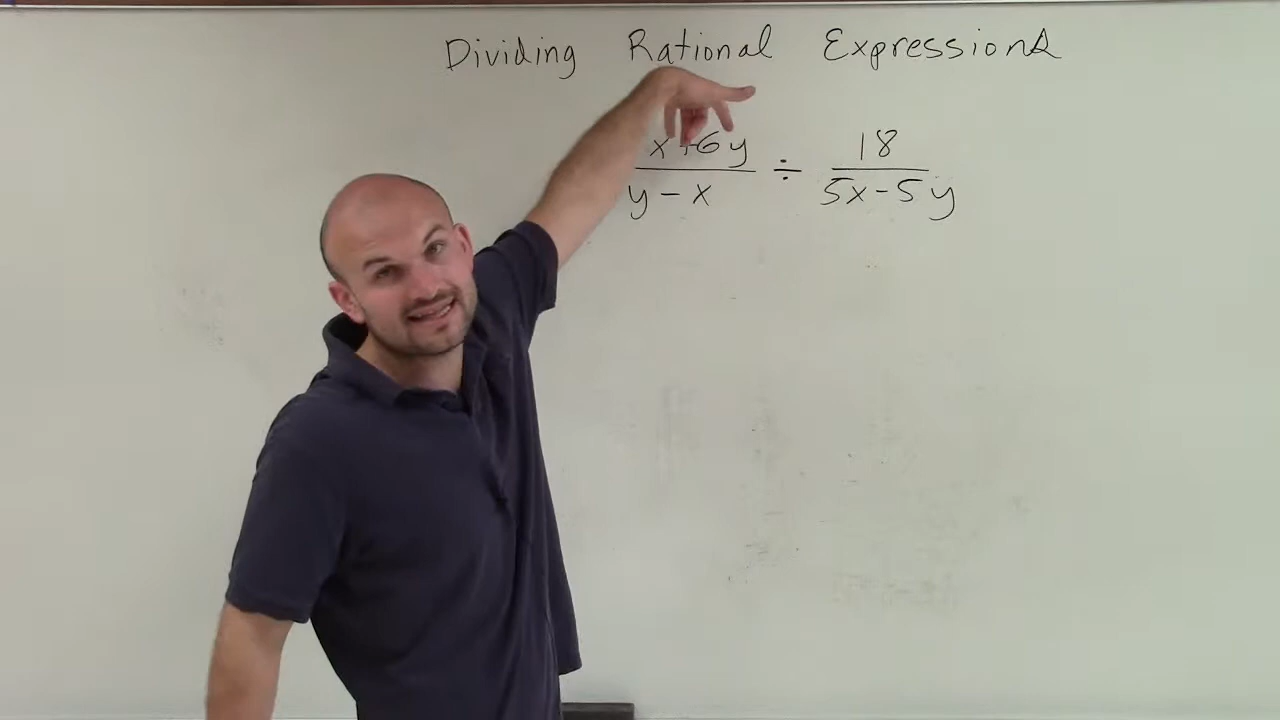 Dividing Rational Expressions
x+6y ÷ 18
y-x 5x-5y